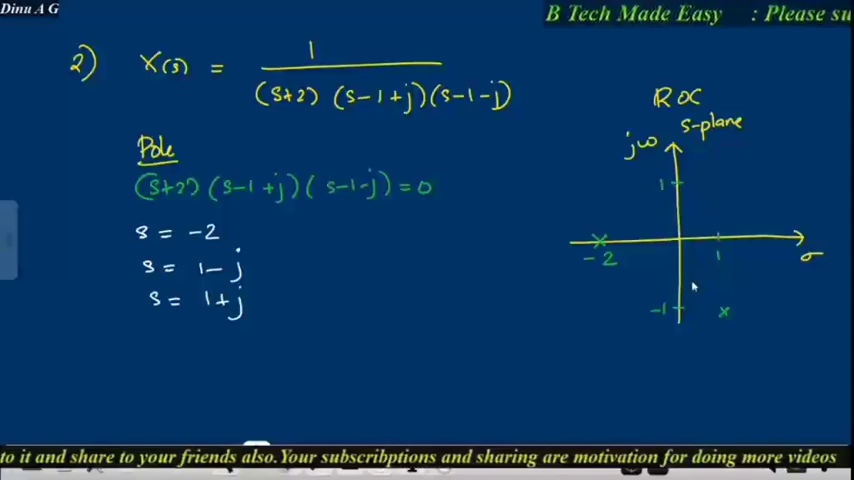 Dinu A G
B Tech Made Easy : Please su
2) X(s) = 1 / (s+2) (s-1+j)(s-1-j)
Pole
(s+2) (s-1+j) (s-1-j) = 0
s = -2
s = 1-j
s = 1+j
ROC
s-plane
jω
1
-2
1
σ
-1
to it and share to your friends also. Your subscribptions and sharing are motivation for doing more videos